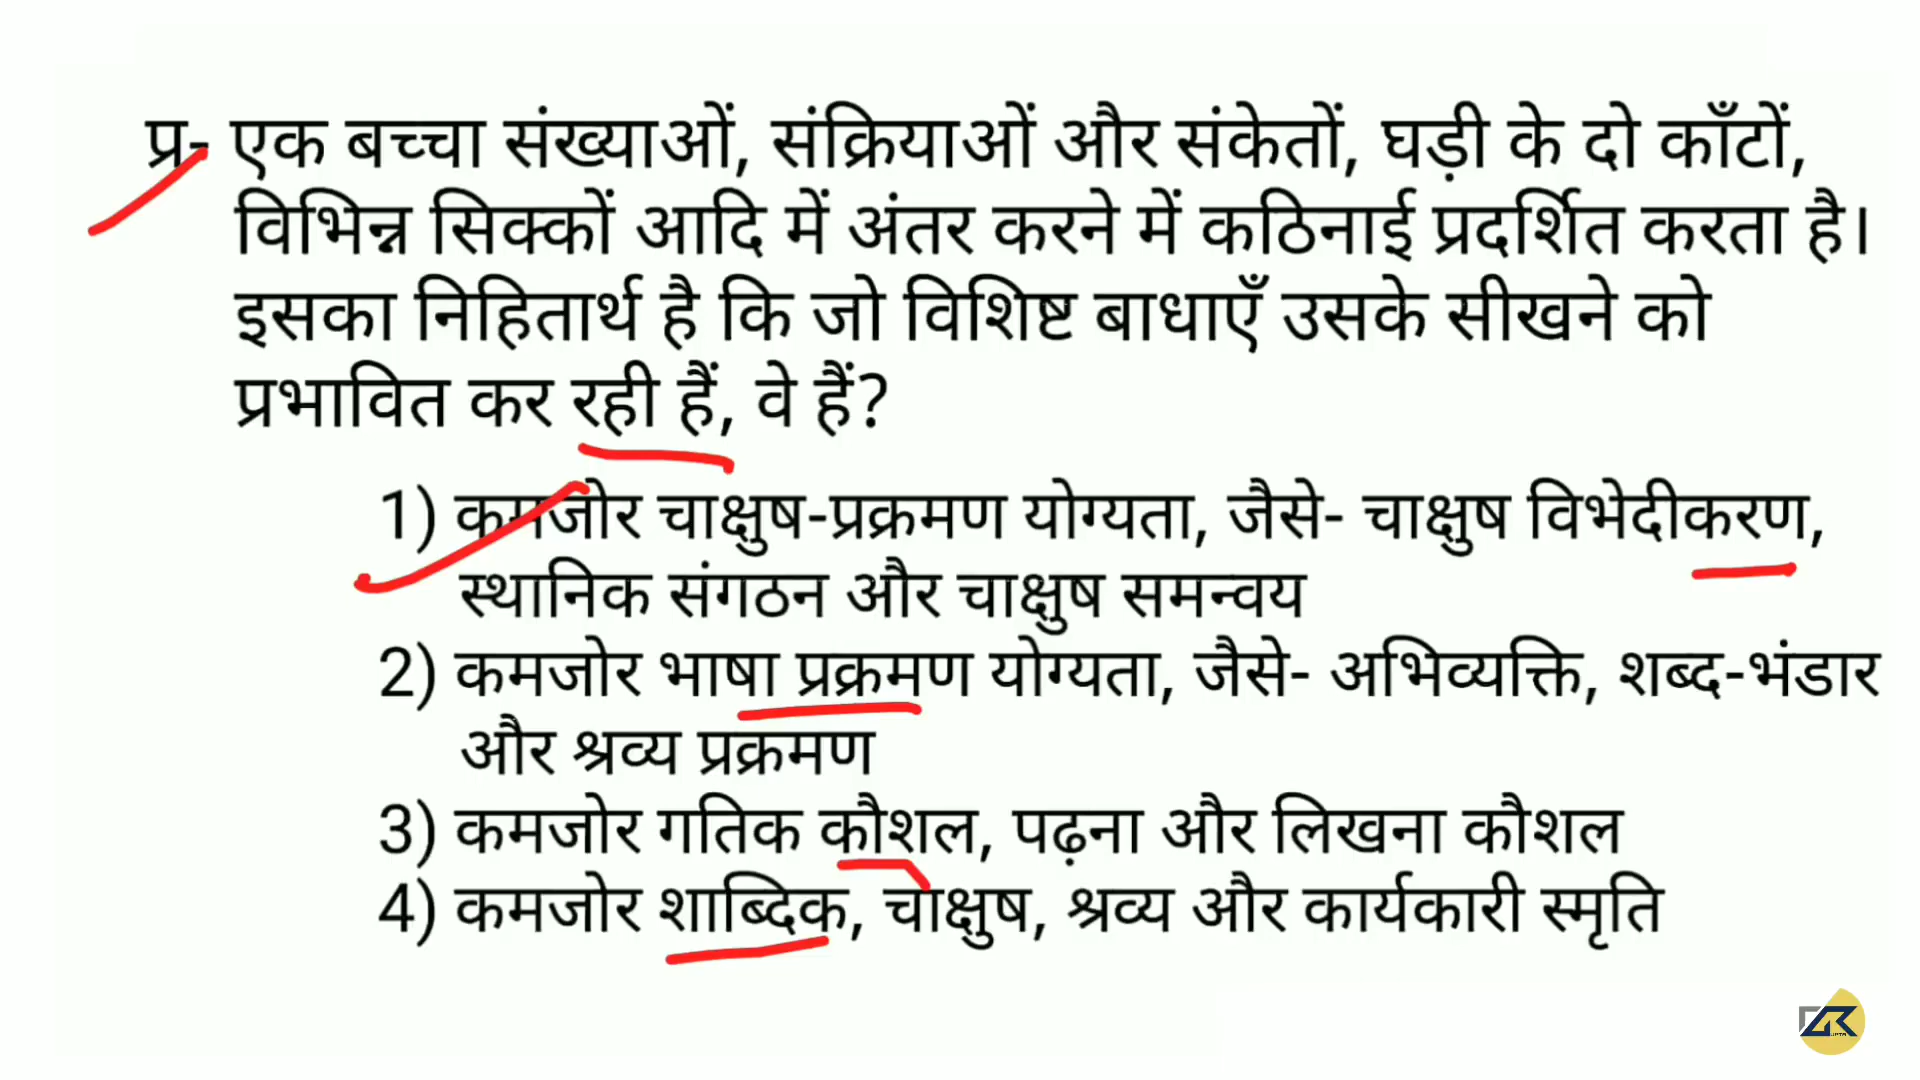 प्र- एक बच्चा संख्याओं, संक्रियाओं और संकेतों, घड़ी के दो काँटों,
विभिन्न सिक्कों आदि में अंतर करने में कठिनाई प्रदर्शित करता है।
इसका निहितार्थ है कि जो विशिष्ट बाधाएँ उसके सीखने को
प्रभावित कर रही हैं, वे हैं?
1) कमजोर चाक्षुष-प्रक्रमण योग्यता, जैसे- चाक्षुष विभेदीकरण,
स्थानिक संगठन और चाक्षुष समन्वय
2) कमजोर भाषा प्रक्रमण योग्यता, जैसे- अभिव्यक्ति, शब्द-भंडार
और श्रव्य प्रक्रमण
3) कमजोर गतिक कौशल, पढ़ना और लिखना कौशल
4) कमजोर शाब्दिक, चाक्षुष, श्रव्य और कार्यकारी स्मृति